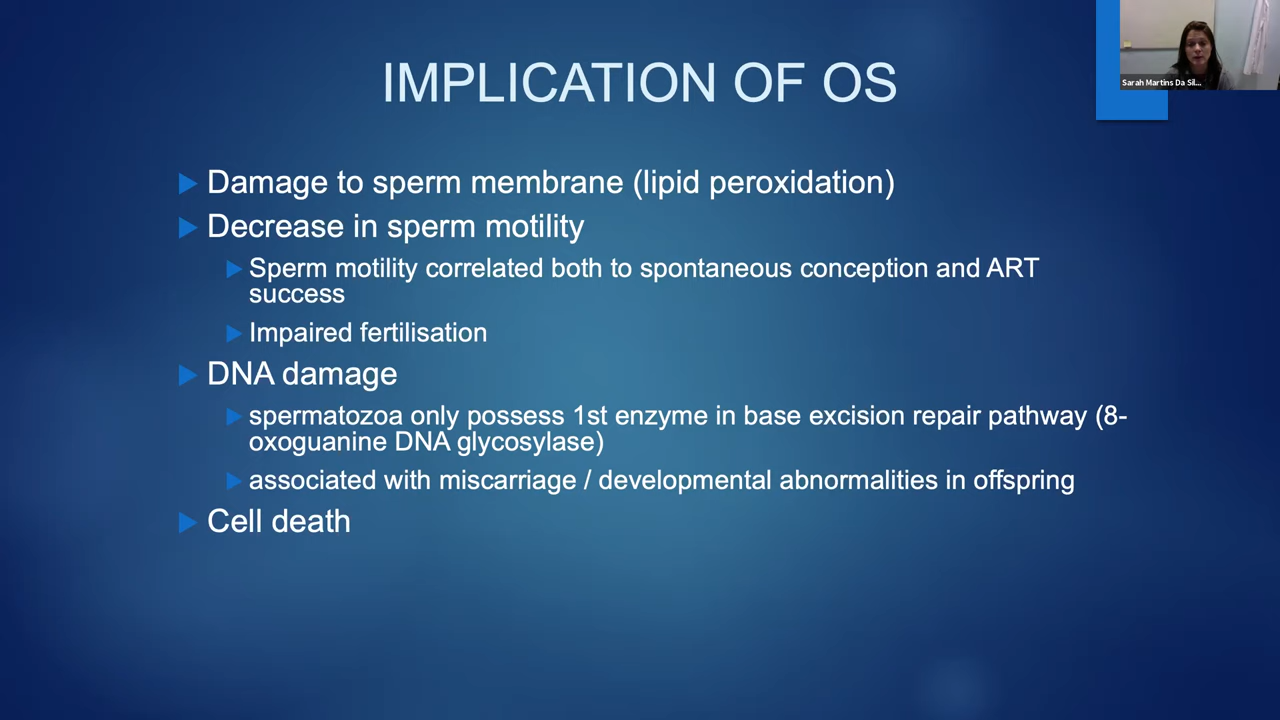 IMPLICATION OF OS
Sarah Martins Da Sil...
Damage to sperm membrane (lipid peroxidation)
Decrease in sperm motility
Sperm motility correlated both to spontaneous conception and ART
success
Impaired fertilisation
DNA damage
spermatozoa only possess 1st enzyme in base excision repair pathway (8-
oxoguanine DNA glycosylase)
associated with miscarriage / developmental abnormalities in offspring
Cell death